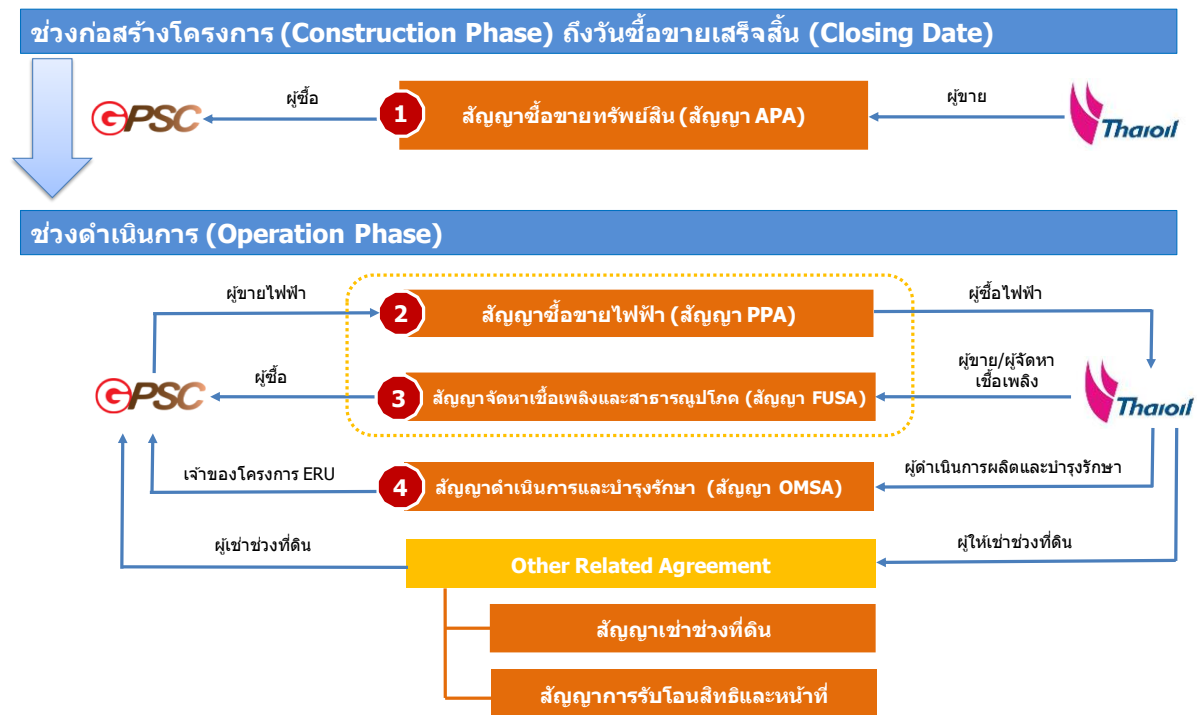 ช่วงก่อสร้างโครงการ (Construction Phase) ถึงวันซื้อขายเสร็จสิ้น (Closing Date)
GPSC
ผู้ซื้อ
1
สัญญาซื้อขายทรัพย์สิน (สัญญา APA)
ผู้ขาย
Thaioil
ช่วงดำเนินการ (Operation Phase)
ผู้ขายไฟฟ้า
2
สัญญาซื้อขายไฟฟ้า (สัญญา PPA)
ผู้ซื้อไฟฟ้า
GPSC
ผู้ซื้อ
3
สัญญาจัดหาเชื้อเพลิงและสาธารณูปโภค (สัญญา FUSA)
ผู้ขาย/ผู้จัดหา
เชื้อเพลิง
Thaioil
เจ้าของโครงการ ERU
4
สัญญาดำเนินการและบำรุงรักษา (สัญญา OMSA)
ผู้ดำเนินการผลิตและบำรุงรักษา
ผู้เช่าช่วงที่ดิน
Other Related Agreement
ผู้ให้เช่าช่วงที่ดิน
สัญญาเช่าช่วงที่ดิน
สัญญาการรับโอนสิทธิและหน้าที่